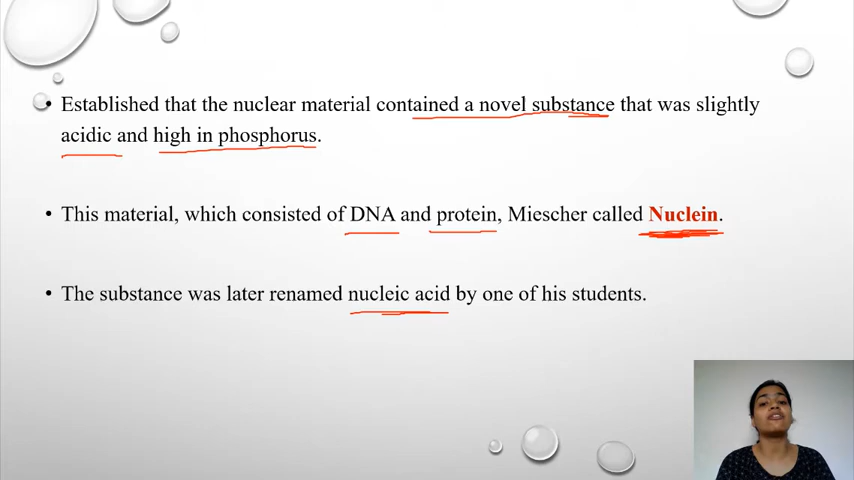 • Established that the nuclear material contained a novel substance that was slightly
acidic and high in phosphorus.
• This material, which consisted of DNA and protein, Miescher called Nuclein.
• The substance was later renamed nucleic acid by one of his students.